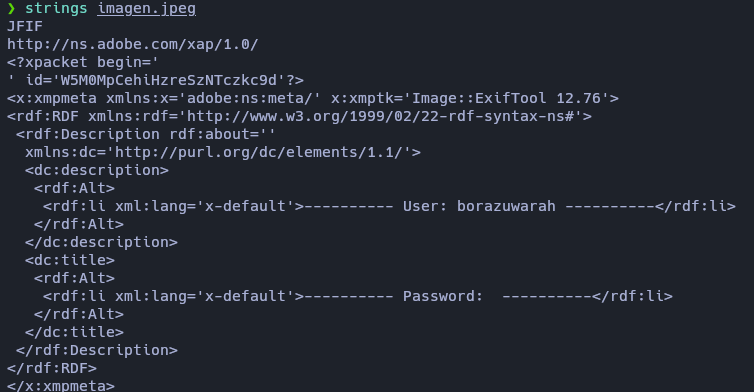 ❯ strings imagen.jpeg
JFIF
http://ns.adobe.com/xap/1.0/
<?xpacket begin='
' id='W5M0MpCehiHzreSzNTczkc9d'?>
<x:xmpmeta xmlns:x='adobe:ns:meta/' x:xmptk='Image::ExifTool 12.76'>
<rdf:RDF xmlns:rdf='http://www.w3.org/1999/02/22-rdf-syntax-ns#'>
 <rdf:Description rdf:about=''
  xmlns:dc='http://purl.org/dc/elements/1.1/'>
  <dc:description>
   <rdf:Alt>
    <rdf:li xml:lang='x-default'>---------- User: borazuwarah ----------</rdf:li>
   </rdf:Alt>
  </dc:description>
  <dc:title>
   <rdf:Alt>
    <rdf:li xml:lang='x-default'>---------- Password:  ----------</rdf:li>
   </rdf:Alt>
  </dc:title>
 </rdf:Description>
</rdf:RDF>
</x:xmpmeta>